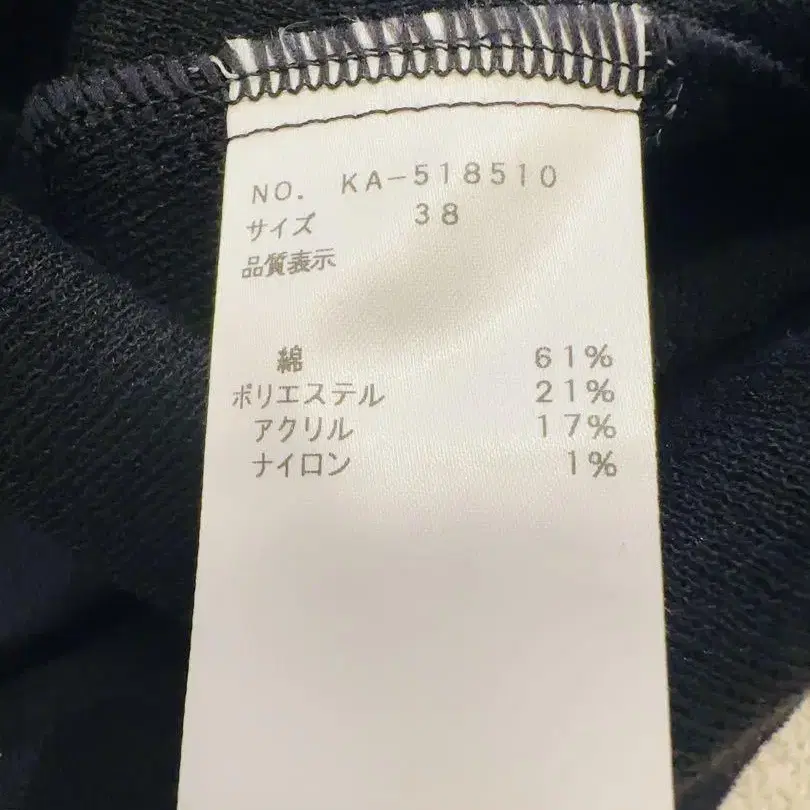 NO. KA-518510
サイズ 38
品質表示
綿 61%
ポリエステル 21%
アクリル 17%
ナイロン 1%